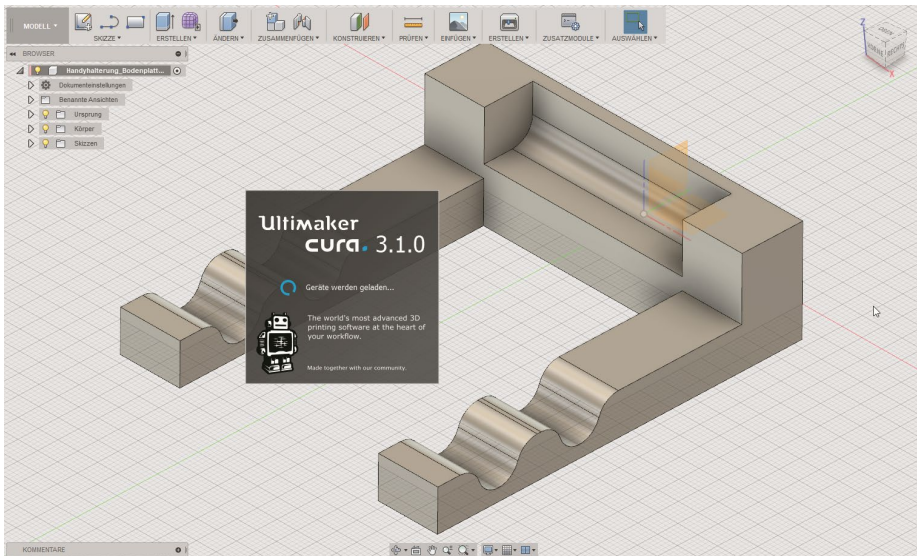 MODELL
SKIZZE
ERSTELLEN
ÄNDERN
ZUSAMMENFÜGEN
KONSTRUIEREN
PRÜFEN
EINFÜGEN
ERSTELLEN
ZUSATZMODULE
AUSWÄHLEN
BROWSER
Handyhalterung_Bodenplatt...
Dokumenteinstellungen
Benannte Ansichten
Ursprung
Körper
Skizzen
Z
X
VORNE
RECHTS
Ultimaker
cura. 3.1.0
Geräte werden geladen...
The world's most advanced 3D
printing software at the heart of
your workflow.
Made together with our community.
KOMMENTARE